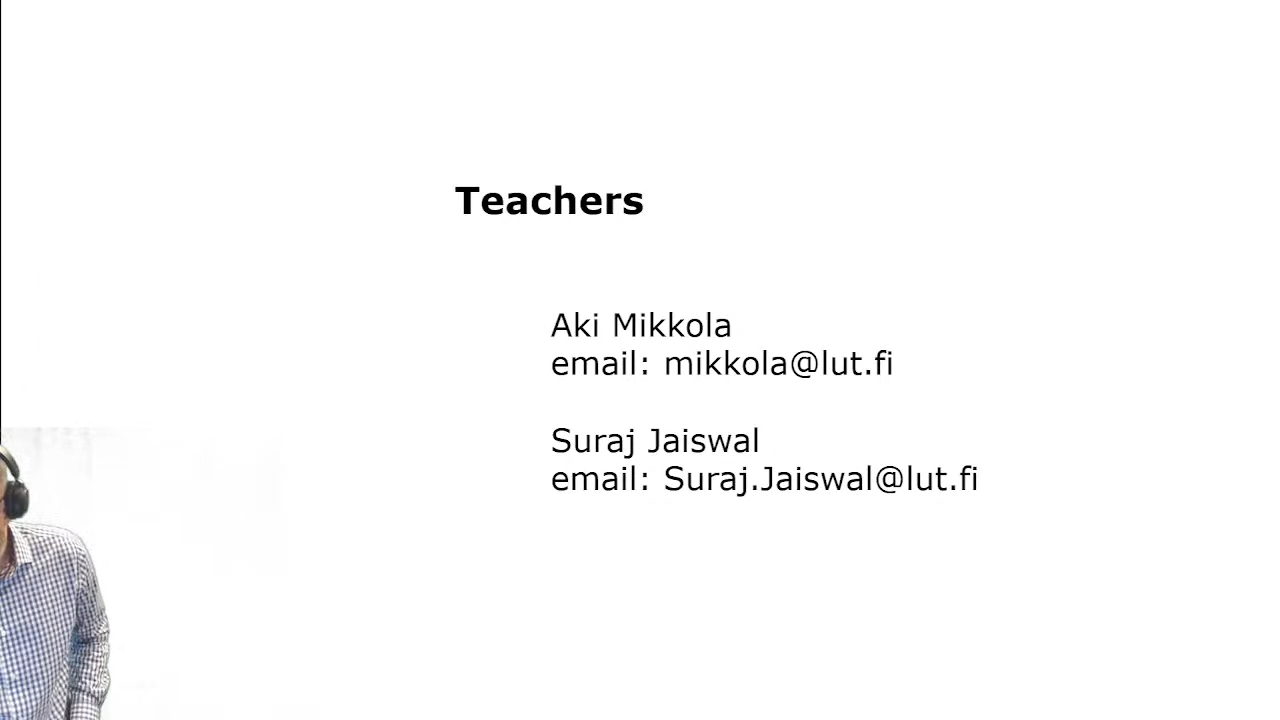 Teachers
Aki Mikkola
email: mikkola@lut.fi
Suraj Jaiswal
email: Suraj.Jaiswal@lut.fi